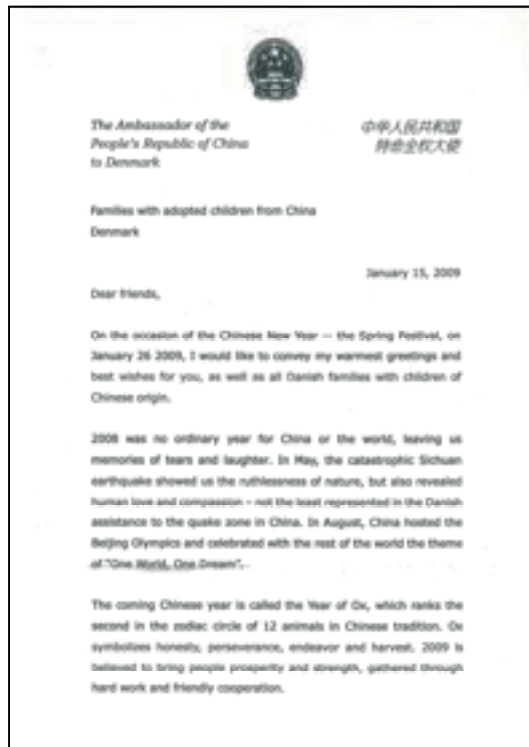 The Ambassador of the
People's Republic of China
to Denmark
中华人民共和国
特命全权大使
Families with adopted children from China
Denmark
January 15, 2009
Dear friends,
On the occasion of the Chinese New Year -- the Spring Festival, on
January 26 2009, I would like to convey my warmest greetings and
best wishes for you, as well as all Danish families with children of
Chinese origin.
2008 was no ordinary year for China or the world, leaving us
memories of tears and laughter. In May, the catastrophic Sichuan
earthquake showed us the ruthlessness of nature, but also revealed
human love and compassion – not the least represented in the Danish
assistance to the quake zone in China. In August, China hosted the
Beijing Olympics and celebrated with the rest of the world the theme
of "One World, One Dream".
The coming Chinese year is called the Year of Ox, which ranks the
second in the zodiac circle of 12 animals in Chinese tradition. Ox
symbolizes honesty, perseverance, endeavor and harvest. 2009 is
believed to bring people prosperity and strength, gathered through
hard work and friendly cooperation.